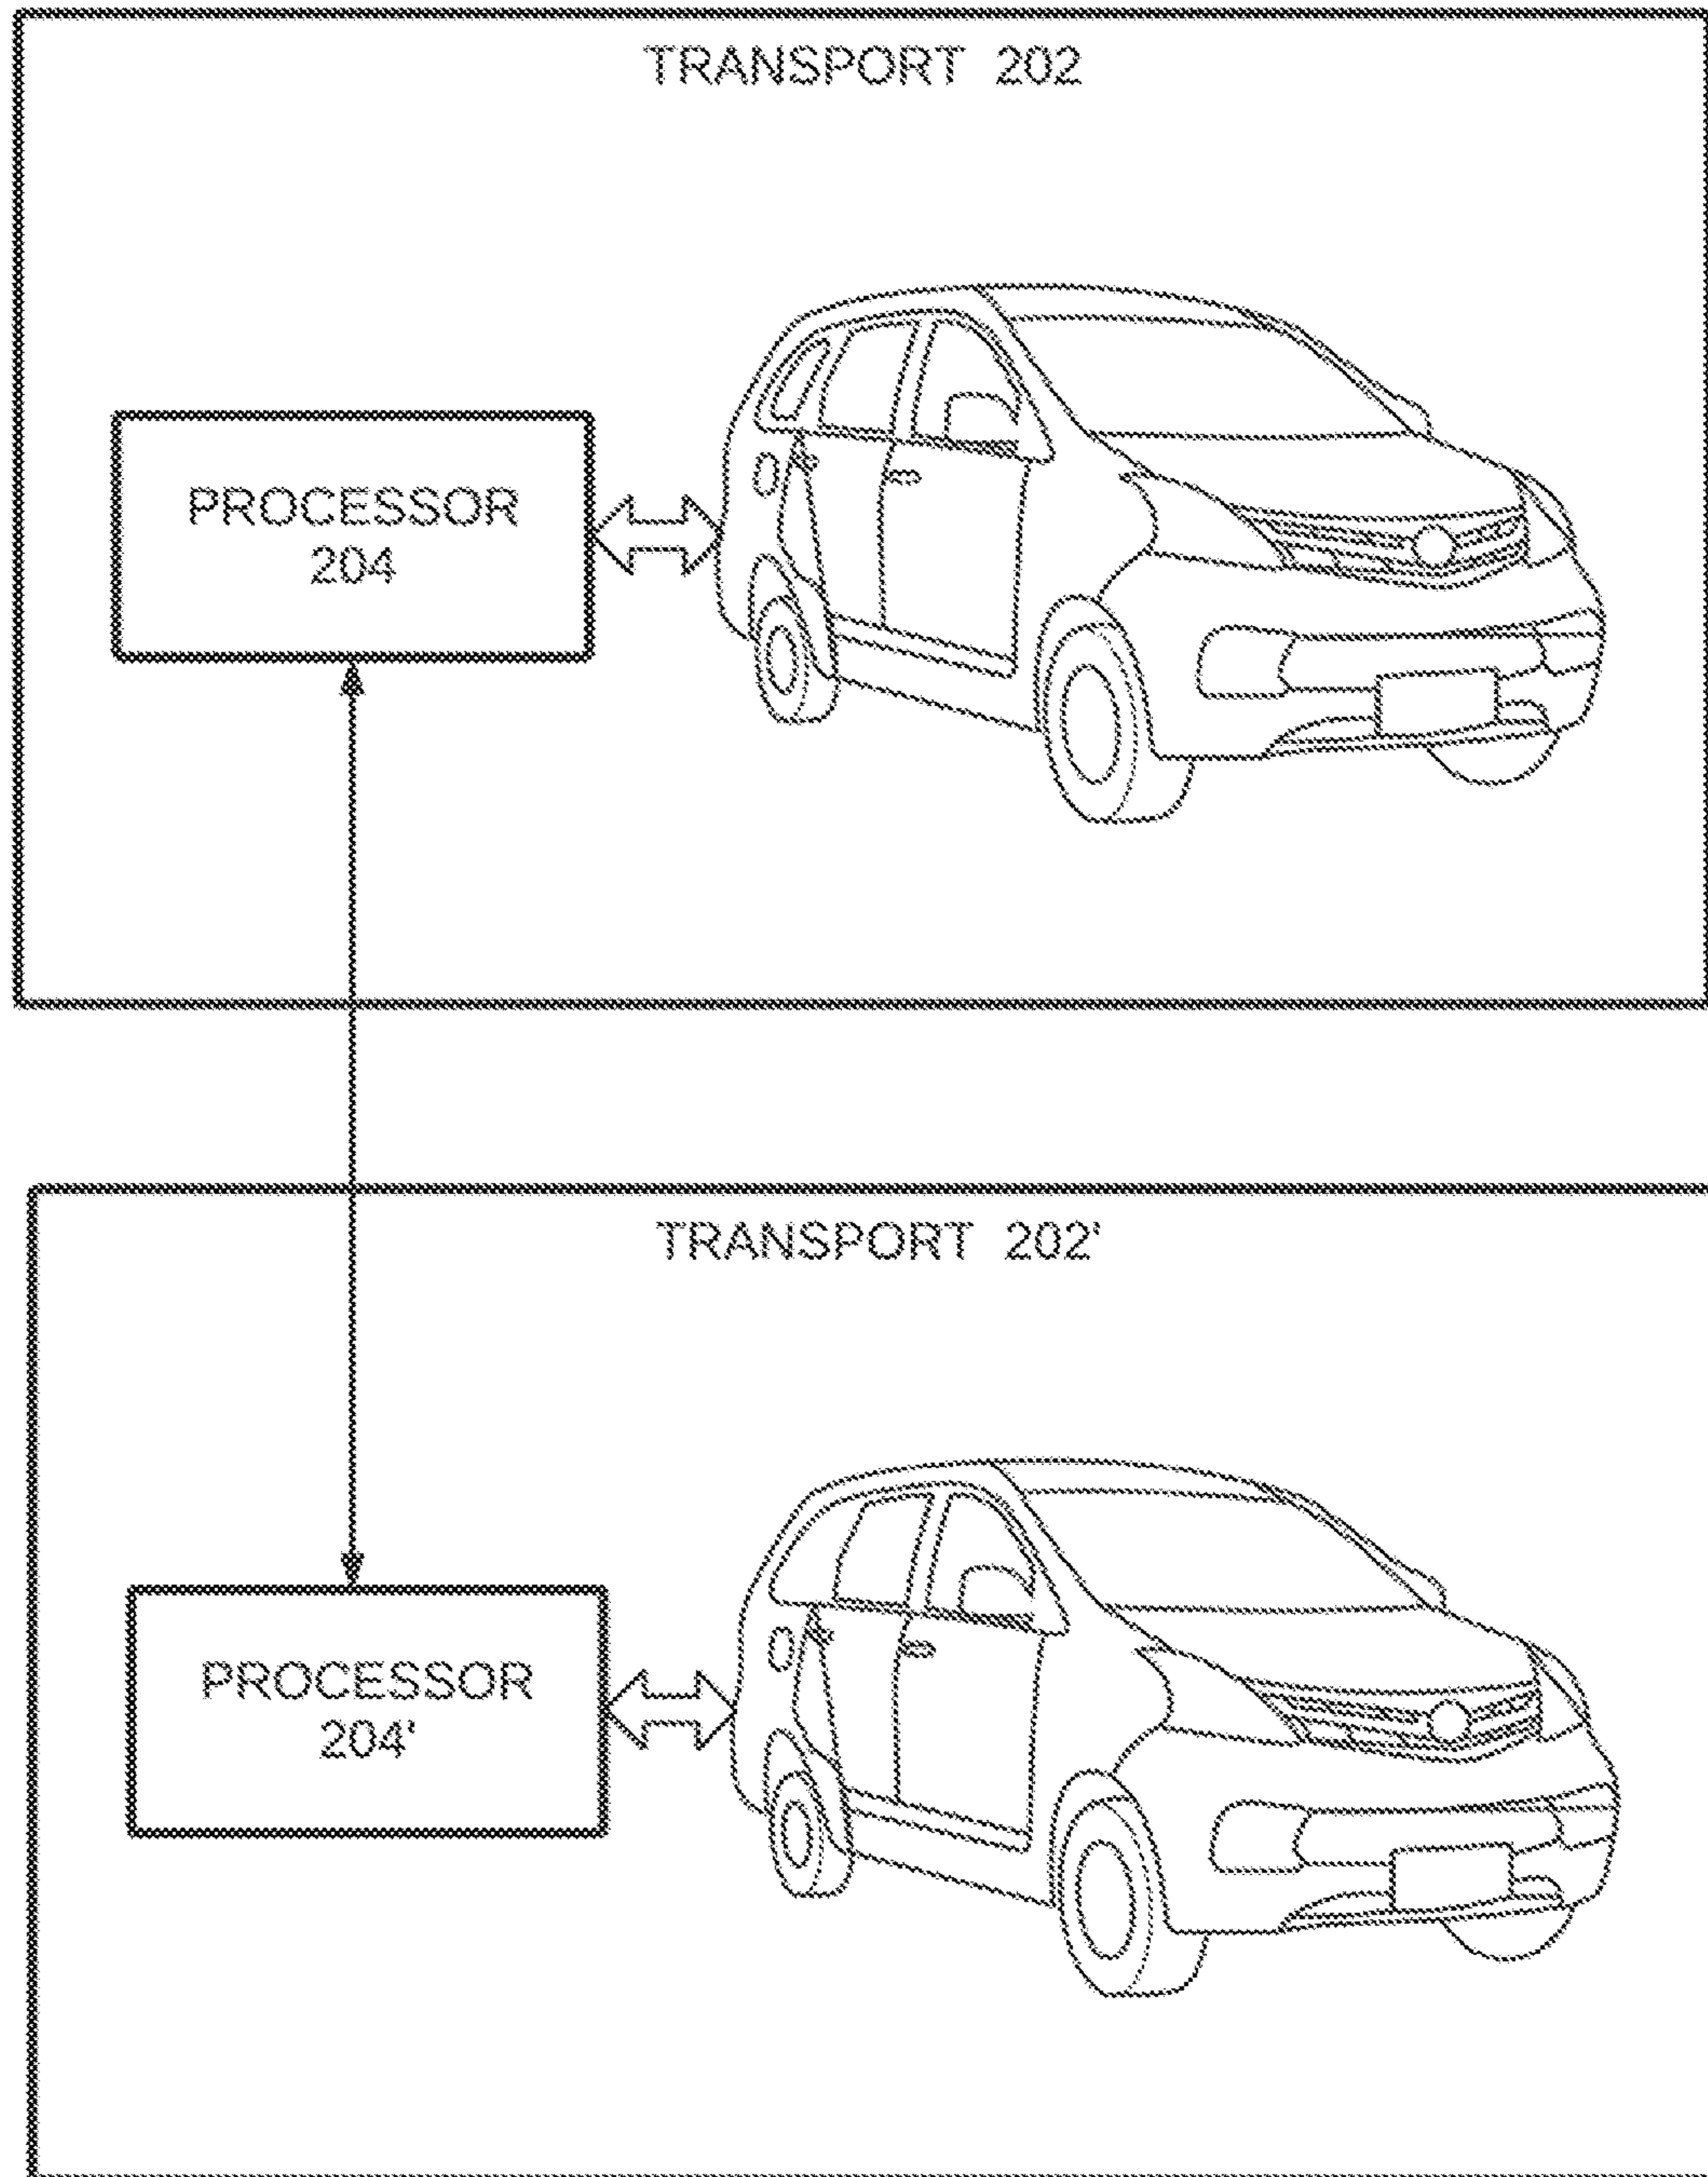 TRANSPORT 202
PROCESSOR
204
TRANSPORT 202'
PROCESSOR
204'